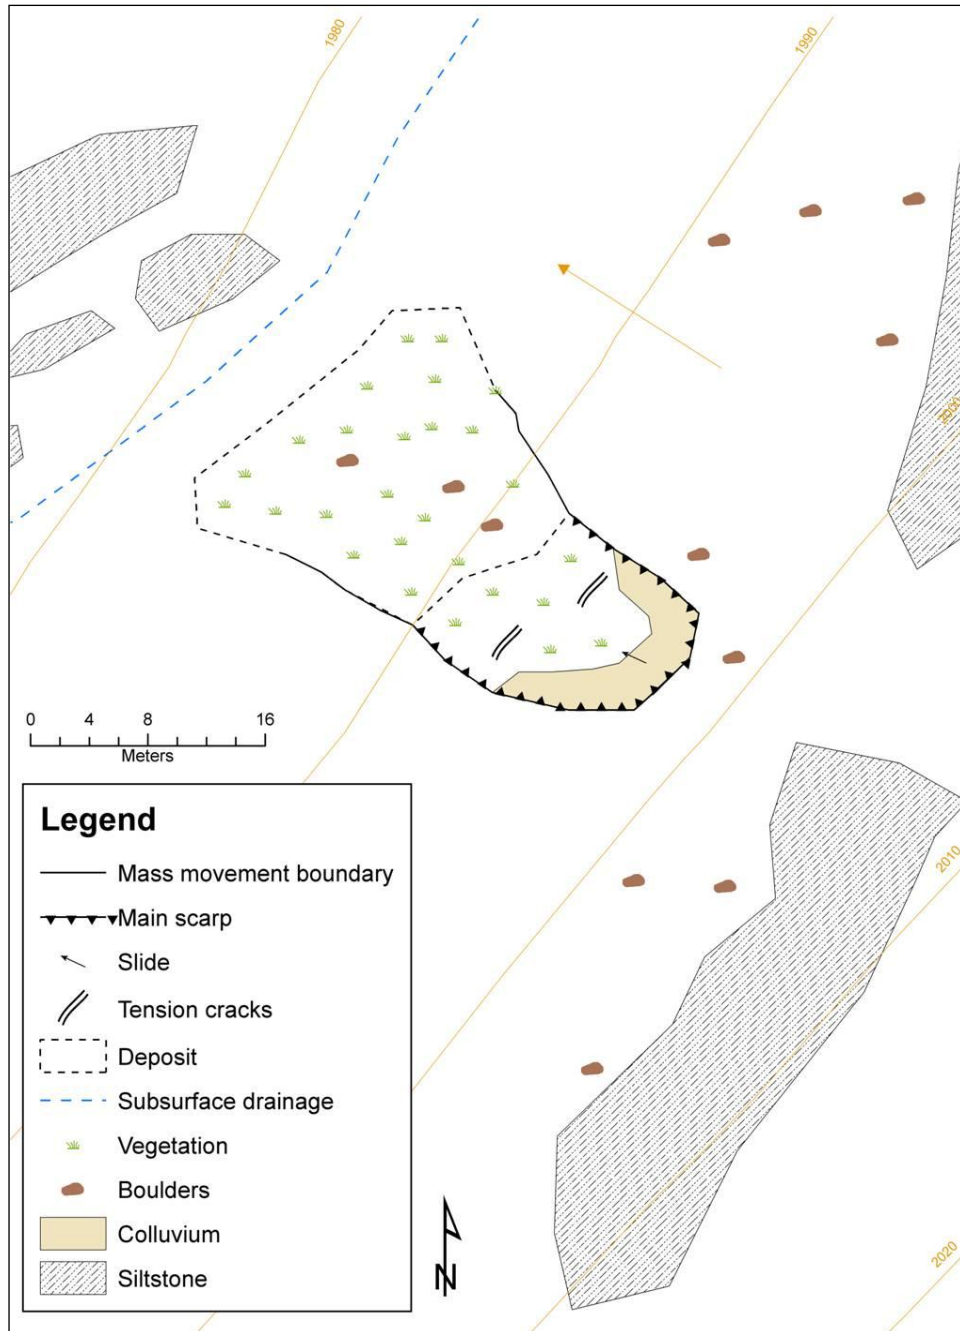 1980
1990
2000
0 4 8 16
Meters
Legend
Mass movement boundary
Main scarp
Slide
Tension cracks
Deposit
Subsurface drainage
Vegetation
Boulders
Colluvium
Siltstone
2010
N
2020